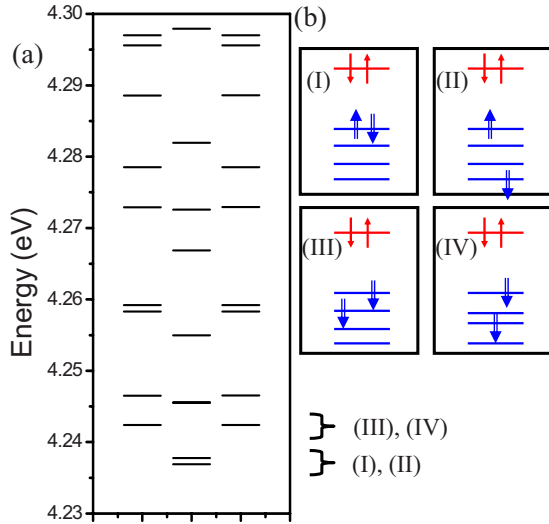 (a)
(b)
Energy (eV)
4.30
4.29
4.28
4.27
4.26
4.25
4.24
4.23
(I)
(II)
(III)
(IV)
(III), (IV)
(I), (II)